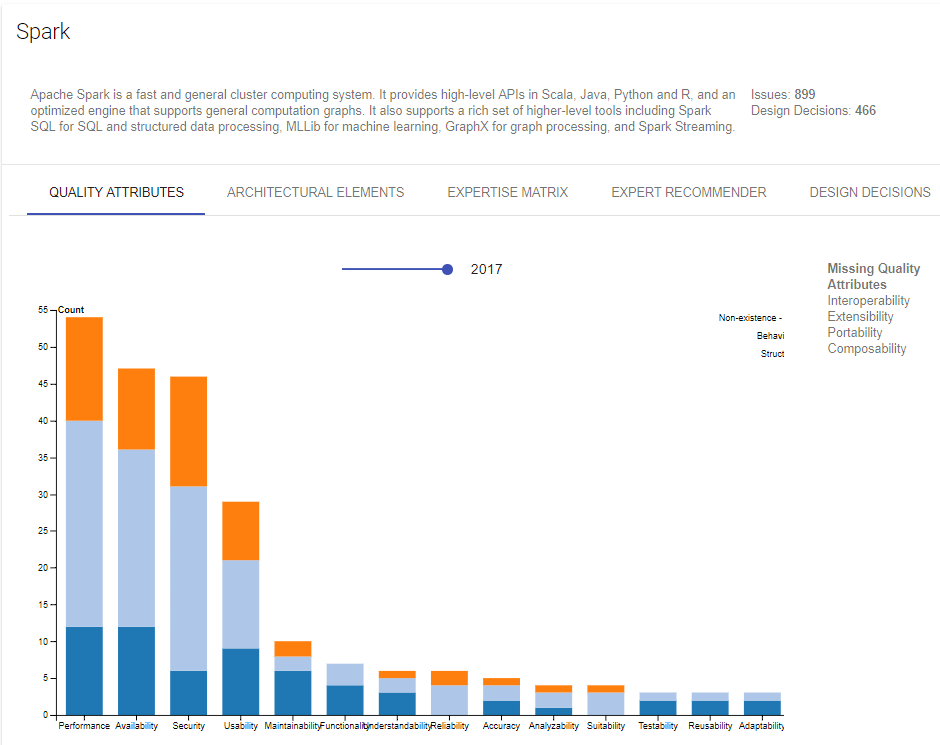 Spark
Apache Spark is a fast and general cluster computing system. It provides high-level APIs in Scala, Java, Python and R, and an
optimized engine that supports general computation graphs. It also supports a rich set of higher-level tools including Spark
SQL for SQL and structured data processing, MLLib for machine learning, GraphX for graph processing, and Spark Streaming.
Issues: 899
Design Decisions: 466
QUALITY ATTRIBUTES
ARCHITECTURAL ELEMENTS
EXPERTISE MATRIX
EXPERT RECOMMENDER
DESIGN DECISIONS
2017
Missing Quality
Attributes
Interoperability
Extensibility
Portability
Composability
Count
Non-existence -
Behavi
Struct
55
50
45
40
35
30
25
20
15
10
5
0
Performance
Availability
Security
Usability
Maintainability
Functionality
Understandability
Reliability
Accuracy
Analyzability
Suitability
Testability
Reusability
Adaptability